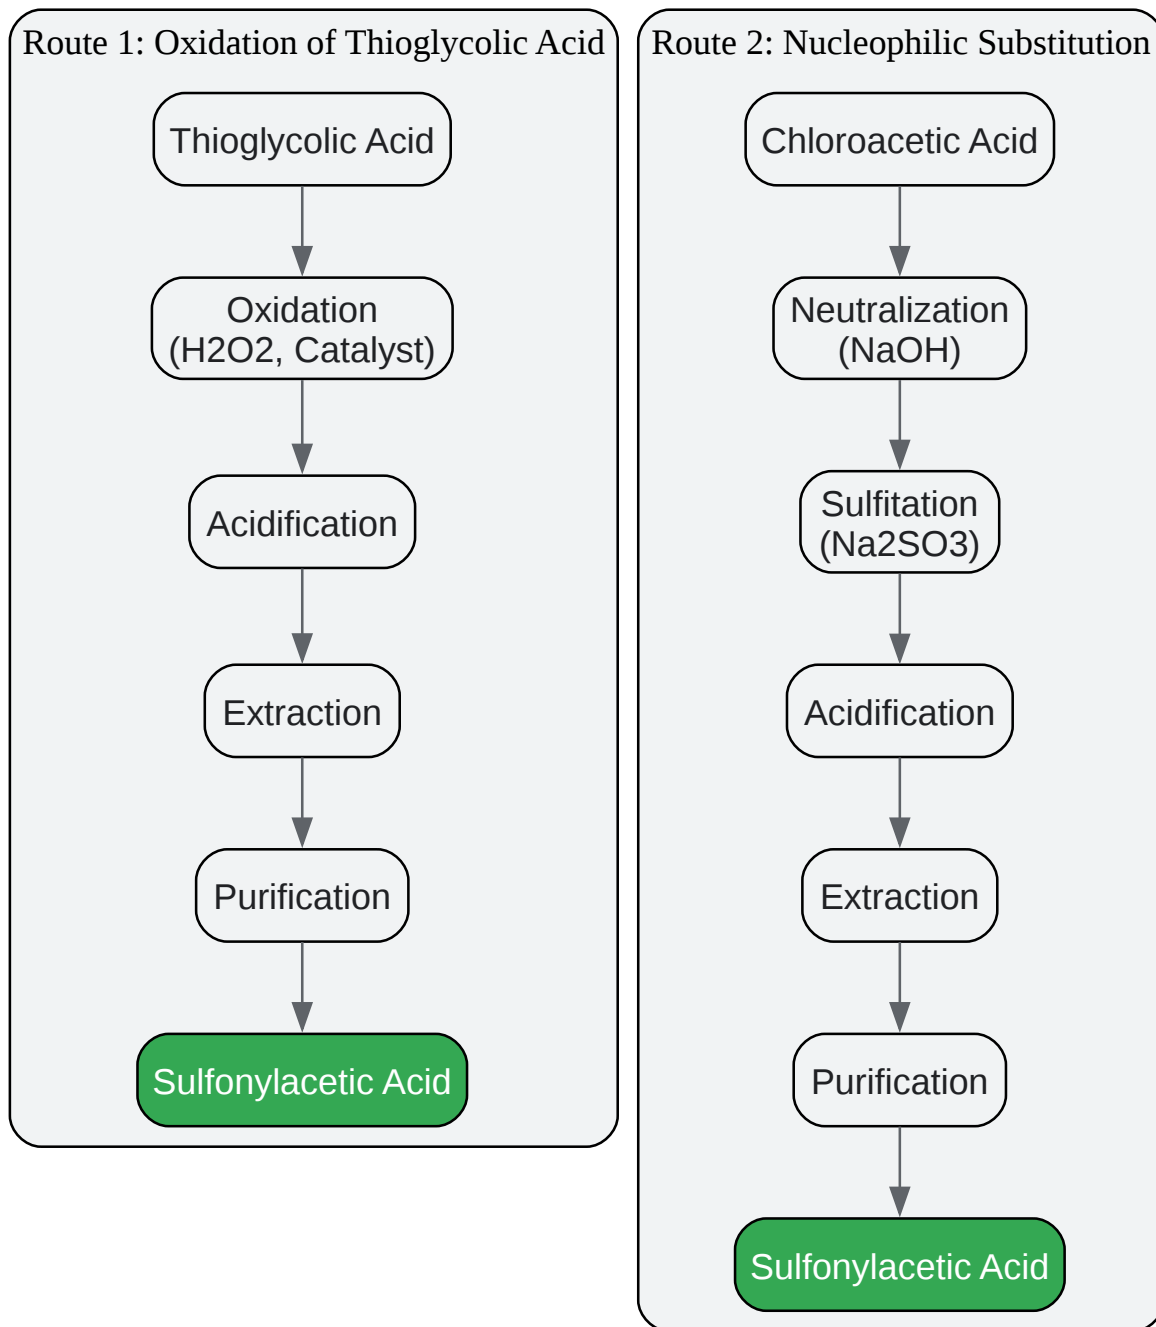 Route 1: Oxidation of Thioglycolic Acid
Thioglycolic Acid
Oxidation
(H2O2, Catalyst)
Acidification
Extraction
Purification
Sulfonylacetic Acid
Route 2: Nucleophilic Substitution
Chloroacetic Acid
Neutralization
(NaOH)
Sulfitation
(Na2SO3)
Acidification
Extraction
Purification
Sulfonylacetic Acid